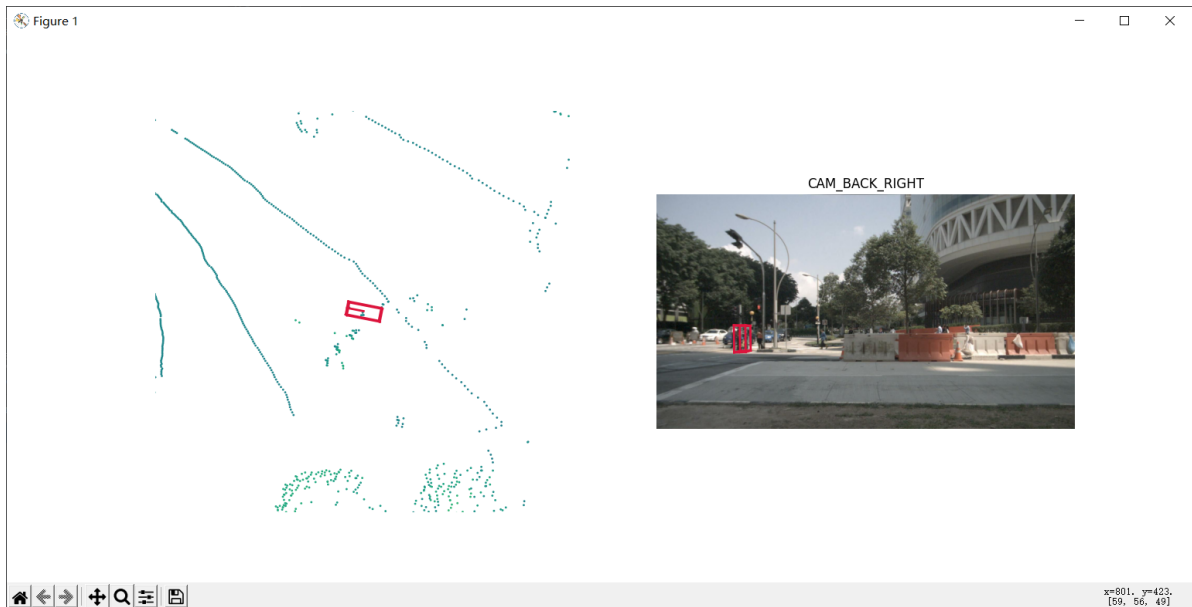 Figure 1
CAM_BACK_RIGHT
x=801. y=423.
[59, 56, 49]